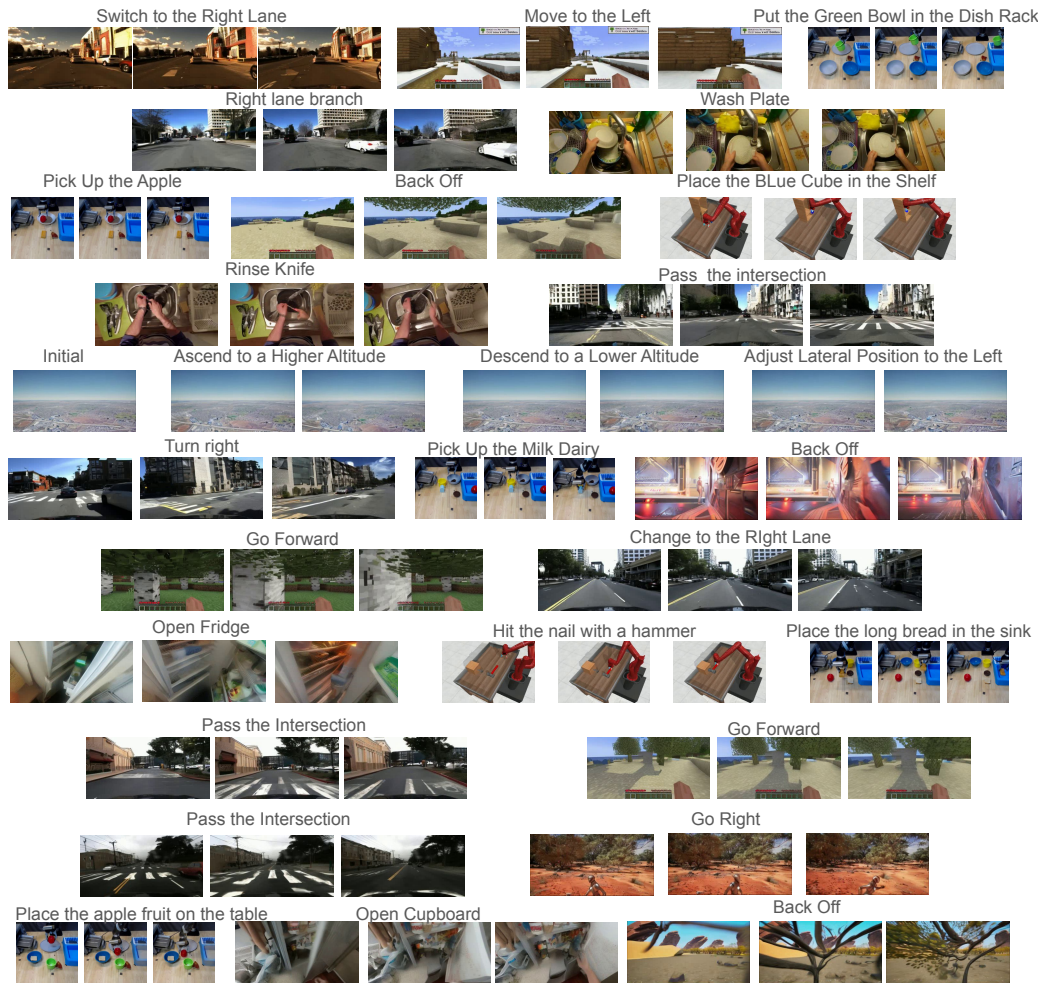 Switch to the Right Lane
Move to the Left
Put the Green Bowl in the Dish Rack
Right lane branch
Wash Plate
Pick Up the Apple
Back Off
Place the BLue Cube in the Shelf
Rinse Knife
Pass the intersection
Initial
Ascend to a Higher Altitude
Descend to a Lower Altitude
Adjust Lateral Position to the Left
Turn right
Pick Up the Milk Dairy
Back Off
Go Forward
Change to the RIght Lane
Open Fridge
Hit the nail with a hammer
Place the long bread in the sink
Pass the Intersection
Go Forward
Pass the Intersection
Go Right
Place the apple fruit on the table
Open Cupboard
Back Off